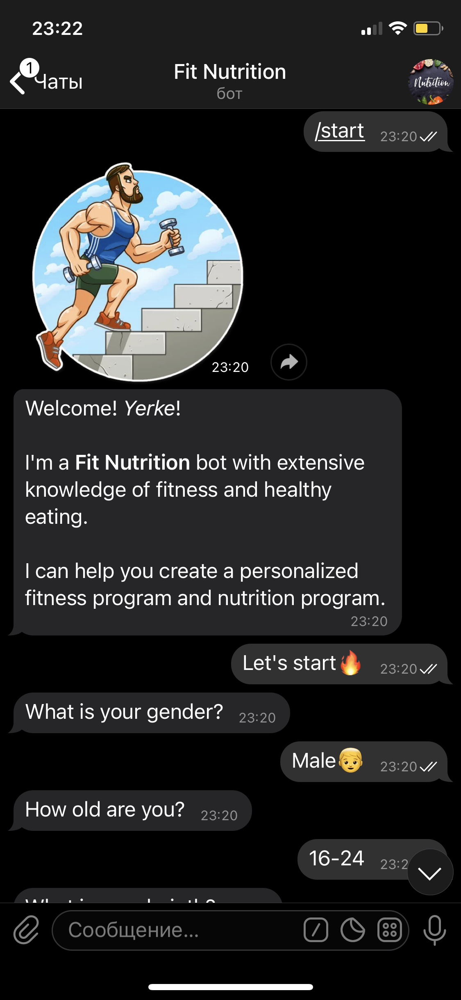 23:22
1
Чаты
Fit Nutrition
бот
Nutrition
/start 23:20
23:20
Welcome! Yerke!
I'm a Fit Nutrition bot with extensive
knowledge of fitness and healthy
eating.
I can help you create a personalized
fitness program and nutrition program.
23:20
Let's start🔥 23:20
What is your gender? 23:20
Male👦 23:20
How old are you? 23:20
16-24 23:2
Сообщение...